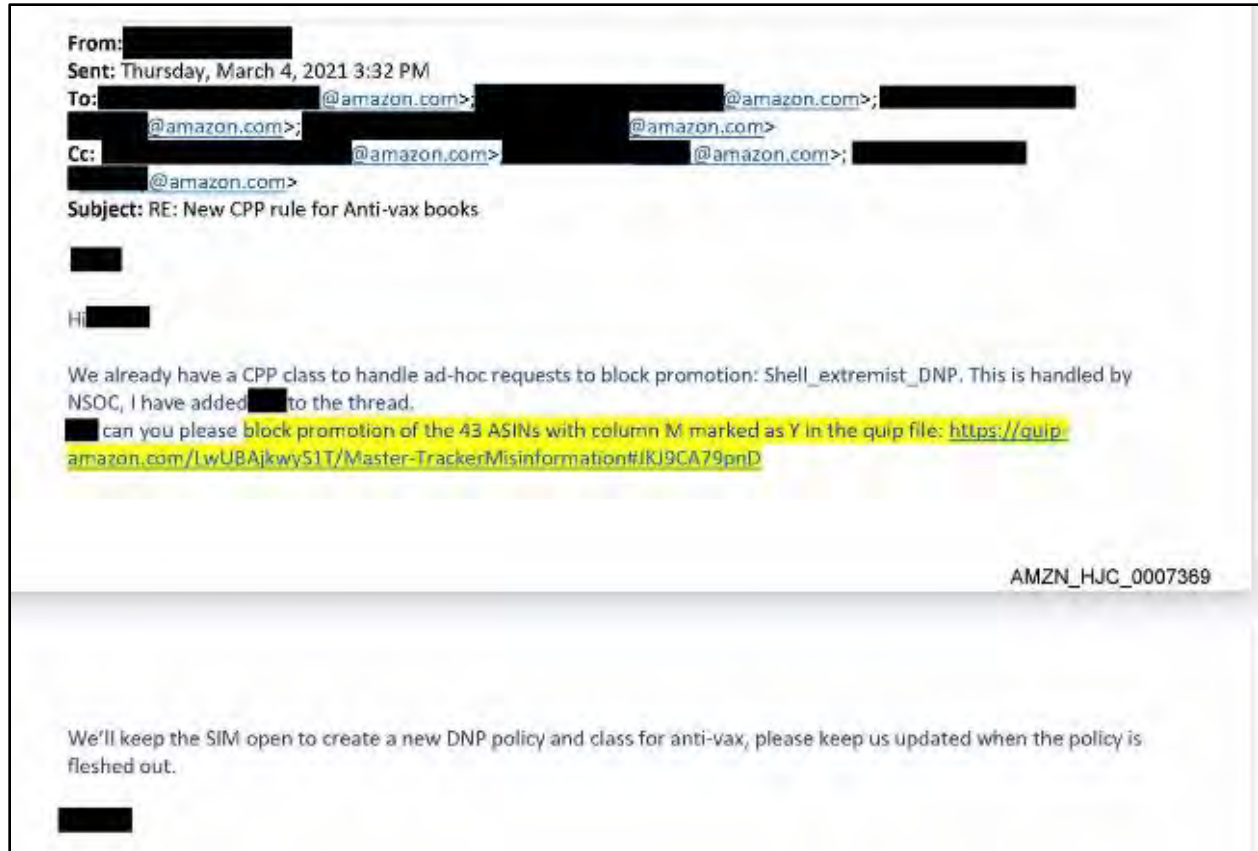 From:
Sent: Thursday, March 4, 2021 3:32 PM
To: @amazon.com>; @amazon.com>;
@amazon.com>; @amazon.com>
Cc: @amazon.com> @amazon.com>;
@amazon.com>
Subject: RE: New CPP rule for Anti-vax books
Hi
We already have a CPP class to handle ad-hoc requests to block promotion: Shell_extremist_DNP. This is handled by
NSOC, I have added to the thread.
can you please block promotion of the 43 ASINs with column M marked as Y in the quip file: https://quip-
amazon.com/LwUBAjkwyS1T/Master-TrackerMisinformation#JKJ9CA79pnD
AMZN_HJC_0007369
We'll keep the SIM open to create a new DNP policy and class for anti-vax, please keep us updated when the policy is
fleshed out.